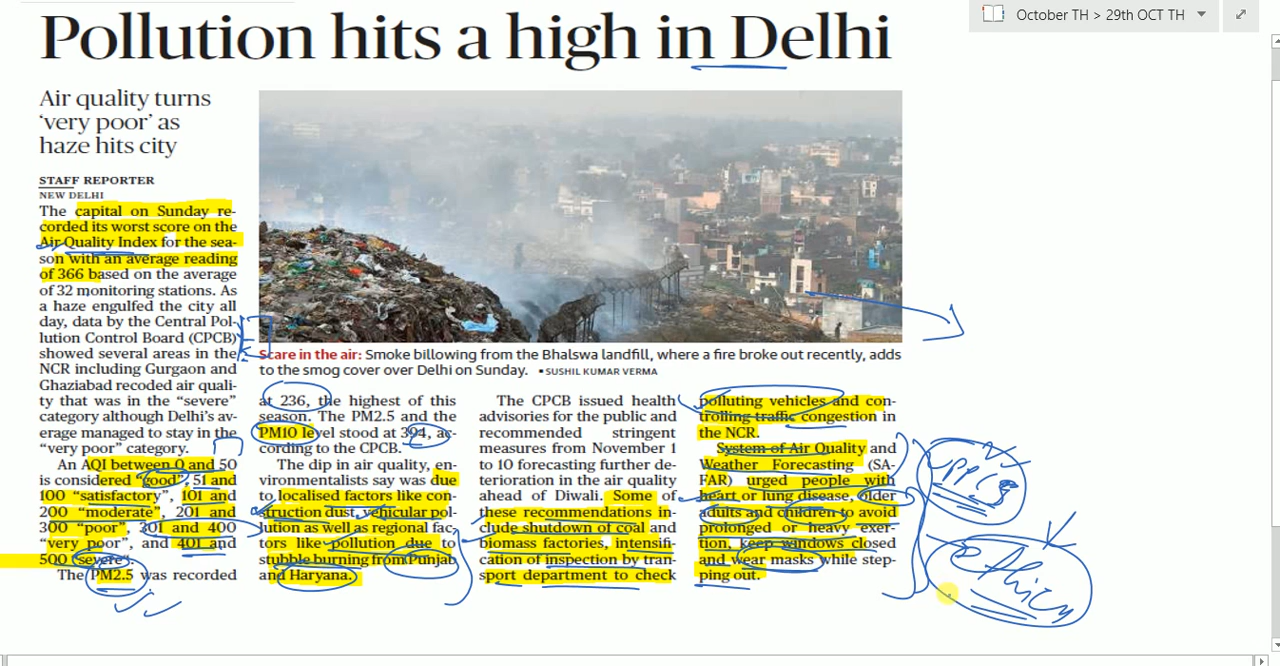 October TH > 29th OCT TH
Pollution hits a high in Delhi
Air quality turns
‘very poor’ as
haze hits city
STAFF REPORTER
NEW DELHI
The capital on Sunday re-
corded its worst score on the
Air Quality Index for the sea-
son with an average reading
of 366 based on the average
of 32 monitoring stations. As
a haze engulfed the city all
day, data by the Central Pol-
lution Control Board (CPCB)
showed several areas in the
NCR including Gurgaon and
Ghaziabad recoded air quali-
ty that was in the “severe”
category although Delhi’s av-
erage managed to stay in the
“very poor” category.
An AQI between 0 and 50
is considered “good”, 51 and
100 “satisfactory”, 101 and
200 “moderate”, 201 and
300 “poor”, 301 and 400
“very poor”, and 401 and
500 “severe”.
The PM2.5 was recorded
Scare in the air: Smoke billowing from the Bhalswa landfill, where a fire broke out recently, adds
to the smog cover over Delhi on Sunday. ▪ SUSHIL KUMAR VERMA
at 236, the highest of this
season. The PM2.5 and the
PM10 level stood at 394, ac-
cording to the CPCB.
The dip in air quality, en-
vironmentalists say was due
to localised factors like con-
struction dust, vehicular pol-
lution as well as regional fac-
tors like pollution due to
stubble burning from Punjab
and Haryana.
The CPCB issued health
advisories for the public and
recommended stringent
measures from November 1
to 10 forecasting further de-
terioration in the air quality
ahead of Diwali. Some of
these recommendations in-
clude shutdown of coal and
biomass factories, intensifi-
cation of inspection by tran-
sport department to check
polluting vehicles and con-
trolling traffic congestion in
the NCR.
System of Air Quality and
Weather Forecasting (SA-
FAR) urged people with
heart or lung disease, older
adults and children to avoid
prolonged or heavy exer-
tion, keep windows closed
and wear masks while step-
ping out.